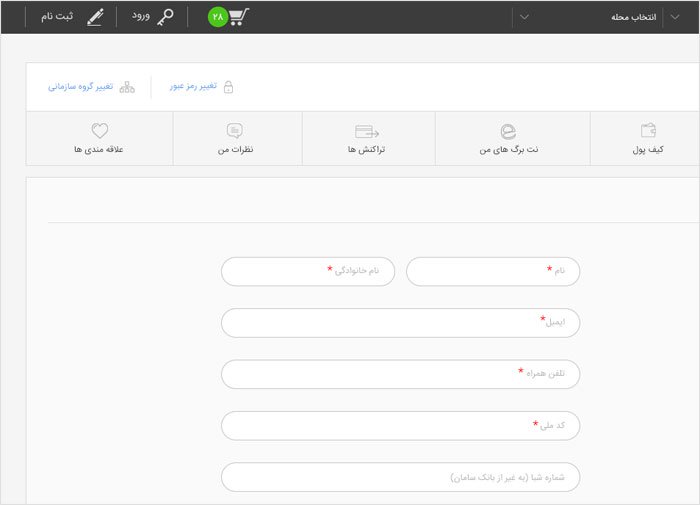 انتخاب محله
۲۸
ورود
ثبت نام
تغییر رمز عبور
تغییر گروه سازمانی
کیف پول
نت برگ های من
تراکنش ها
نظرات من
علاقه مندی ها
نام *
نام خانوادگی *
ایمیل*
تلفن همراه *
کد ملی *
شماره شبا (به غیر از بانک سامان)